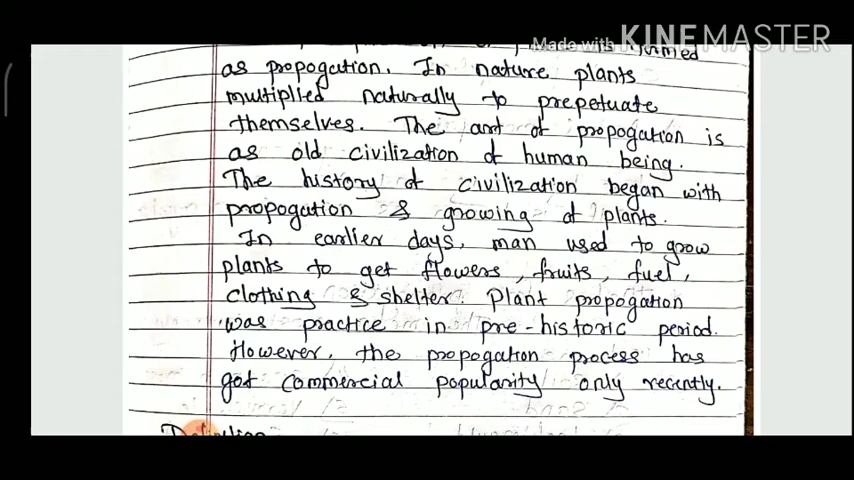 Made with KINEMASTER
as propogation. In nature plants
multiplied naturally to prepetuate
themselves. The art of propogation is
as old civilization of human being.
The history of civilization began with
propogation & growing of plants.
In earlier days, man used to grow
plants to get flowers, fruits, fuel,
clothing & shelter. Plant propogation
was practice in pre-historic period.
However, the propogation process has
got commercial popularity only recently.